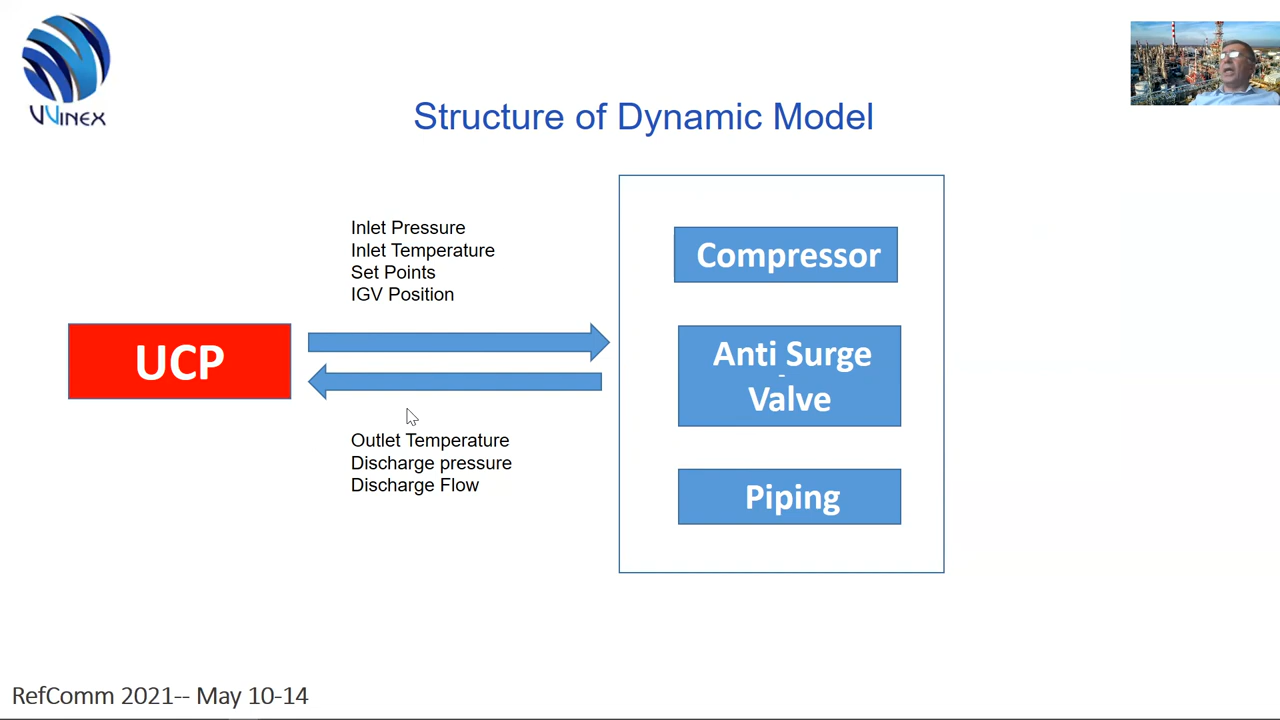 VVINEX
Structure of Dynamic Model
Inlet Pressure
Inlet Temperature
Set Points
IGV Position
UCP
Outlet Temperature
Discharge pressure
Discharge Flow
Compressor
Anti Surge
Valve
Piping
RefComm 2021-- May 10-14